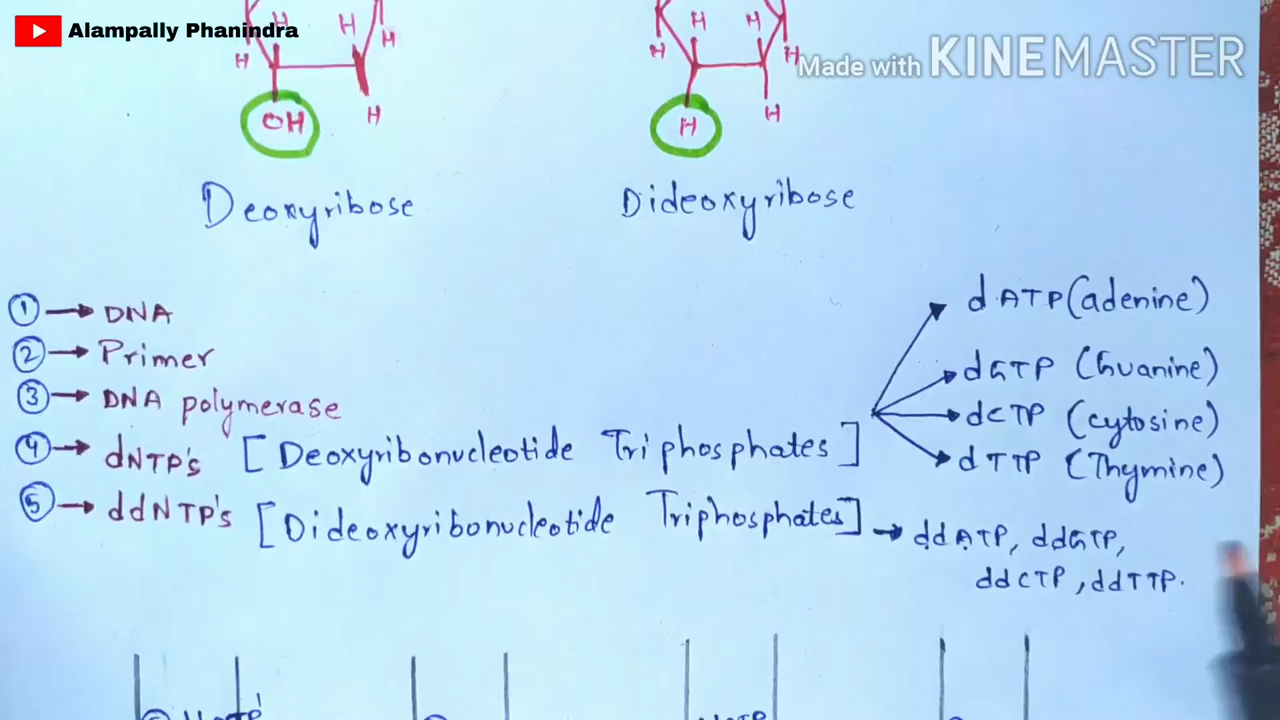 Alampally Phanindra
Made with KINEMASTER
H H H
H H H H
H H
OH H
H H
Deoxyribose
Dideoxyribose
① → DNA
② → Primer
③ → DNA polymerase
④ → dNTP's [Deoxyribonucleotide Triphosphates]
dATP (adenine)
dGTP (Guanine)
dCTP (cytosine)
dTTP (Thymine)
⑤ → ddNTP's [Dideoxyribonucleotide Triphosphates] → ddATP, ddGTP,
ddCTP, ddTTP.